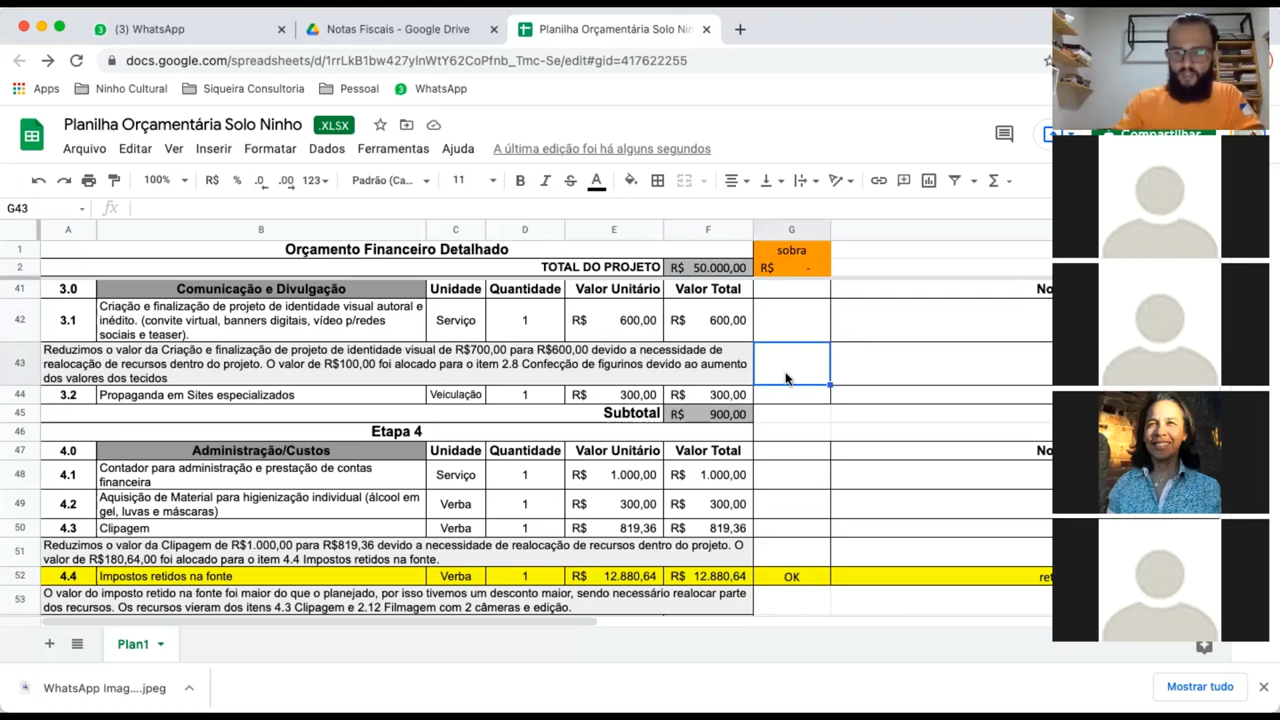 (3) WhatsApp
Notas Fiscais - Google Drive
Planilha Orçamentária Solo Nin
docs.google.com/spreadsheets/d/1rrLkB1bw427ylnWtY62CoPfnb_Tmc-Se/edit#gid=417622255
Apps Ninho Cultural Siqueira Consultoria Pessoal WhatsApp
Planilha Orçamentária Solo Ninho .XLSX
Compartilhar
Arquivo Editar Ver Inserir Formatar Dados Ferramentas Ajuda A última edição foi há alguns segundos
100% R$ % .0 .00 123 Padrão (Ca... 11 B I S A
G43 fx
A B C D E F G
1 Orçamento Financeiro Detalhado sobra
2 TOTAL DO PROJETO R$ 50.000,00 R$ -
41 3.0 Comunicação e Divulgação Unidade Quantidade Valor Unitário Valor Total No
Criação e finalização de projeto de identidade visual autoral e
42 3.1 inédito. (convite virtual, banners digitais, vídeo p/redes Serviço 1 R$ 600,00 R$ 600,00
sociais e teaser).
Reduzimos o valor da Criação e finalização de projeto de identidade visual de R$700,00 para R$600,00 devido a necessidade de
43 realocação de recursos dentro do projeto. O valor de R$100,00 foi alocado para o item 2.8 Confecção de figurinos devido ao aumento
dos valores dos tecidos
44 3.2 Propaganda em Sites especializados Veiculação 1 R$ 300,00 R$ 300,00
45 Subtotal R$ 900,00
46 Etapa 4
47 4.0 Administração/Custos Unidade Quantidade Valor Unitário Valor Total No
Contador para administração e prestação de contas
48 4.1 financeira Serviço 1 R$ 1.000,00 R$ 1.000,00
Aquisição de Material para higienização individual (álcool em
49 4.2 gel, luvas e máscaras) Verba 1 R$ 300,00 R$ 300,00
50 4.3 Clipagem Verba 1 R$ 819,36 R$ 819,36
Reduzimos o valor da Clipagem de R$1.000,00 para R$819,36 devido a necessidade de realocação de recursos dentro do projeto. O
51 valor de R$180,64,00 foi alocado para o item 4.4 Impostos retidos na fonte.
52 4.4 Impostos retidos na fonte Verba 1 R$ 12.880,64 R$ 12.880,64 OK ret
O valor do imposto retido na fonte foi maior do que o planejado, por isso tivemos um desconto maior, sendo necessário realocar parte
53 dos recursos. Os recursos vieram dos itens 4.3 Clipagem e 2.12 Filmagem com 2 câmeras e edição.
Plan1
WhatsApp Imag....jpeg
Mostrar tudo